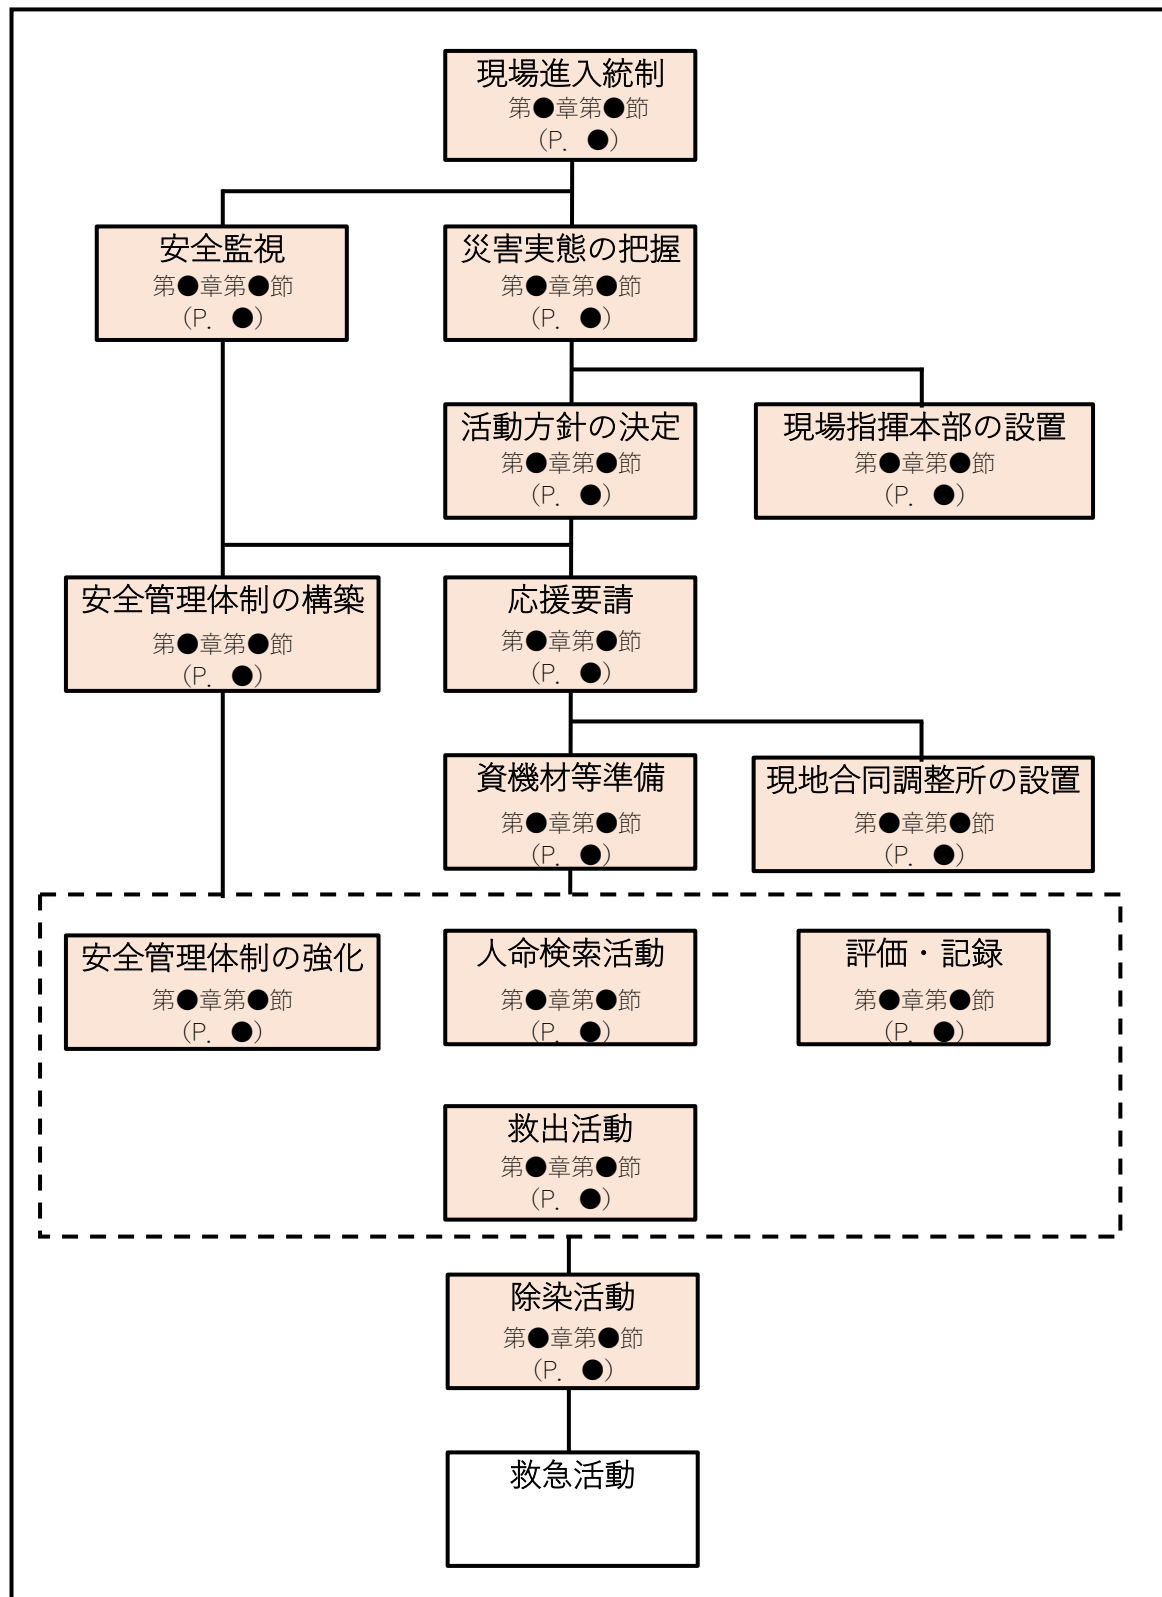 現場進入統制
第●章第●節
(P. ●)
安全監視
第●章第●節
(P. ●)
災害実態の把握
第●章第●節
(P. ●)
活動方針の決定
第●章第●節
(P. ●)
現場指揮本部の設置
第●章第●節
(P. ●)
安全管理体制の構築
第●章第●節
(P. ●)
応援要請
第●章第●節
(P. ●)
資機材等準備
第●章第●節
(P. ●)
現地合同調整所の設置
第●章第●節
(P. ●)
安全管理体制の強化
第●章第●節
(P. ●)
人命検索活動
第●章第●節
(P. ●)
評価・記録
第●章第●節
(P. ●)
救出活動
第●章第●節
(P. ●)
除染活動
第●章第●節
(P. ●)
救急活動